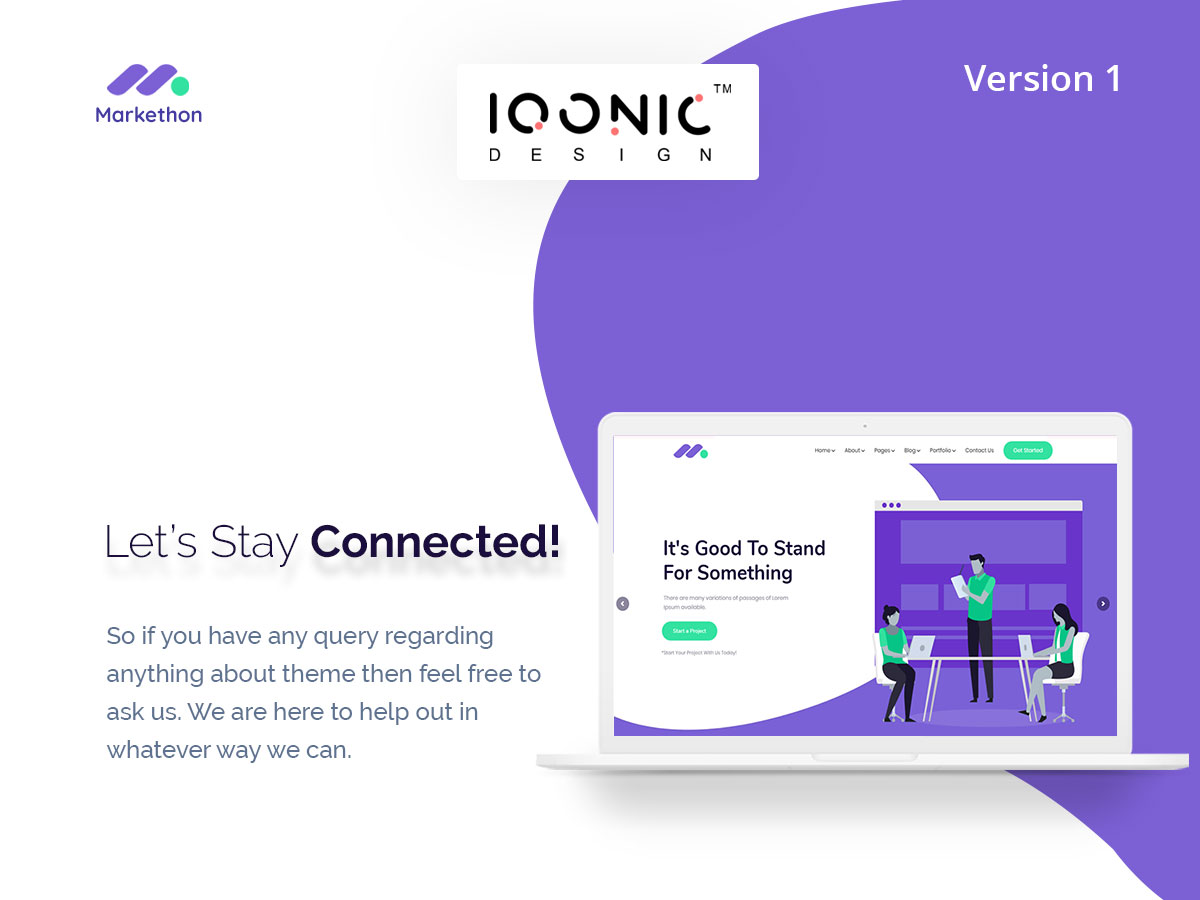 Markethon
IQONIC TM
DESIGN
Version 1
Let's Stay Connected!
So if you have any query regarding
anything about theme then feel free to
ask us. We are here to help out in
whatever way we can.
Home About Pages Blog Portfolio Contact Us Get Started
It's Good To Stand
For Something
There are many variations of passages of Lorem
Ipsum available.
Start a Project
*Start Your Project With Us Today!